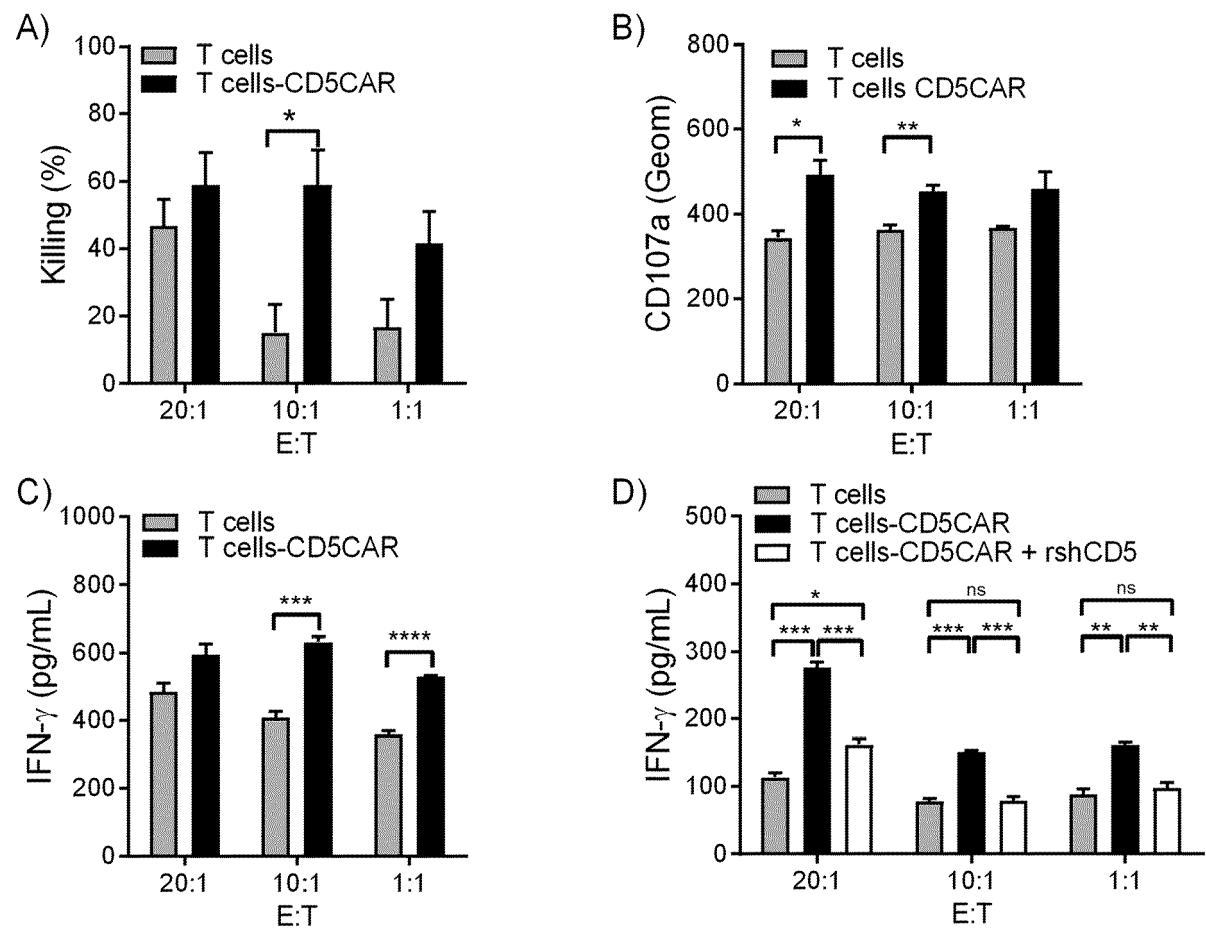 A)
T cells
T cells-CD5CAR
*
Killing (%)
100
80
60
40
20
0
20:1 10:1 1:1
E:T
B)
T cells
T cells CD5CAR
* **
CD107a (Geom)
800
600
400
200
0
20:1 10:1 1:1
E:T
C)
T cells
T cells-CD5CAR
*** ****
IFN-γ (pg/mL)
1000
800
600
400
200
0
20:1 10:1 1:1
E:T
D)
T cells
T cells-CD5CAR
T cells-CD5CAR + rshCD5
* ns ns
*** *** *** *** ** **
IFN-γ (pg/mL)
500
400
300
200
100
0
20:1 10:1 1:1
E:T